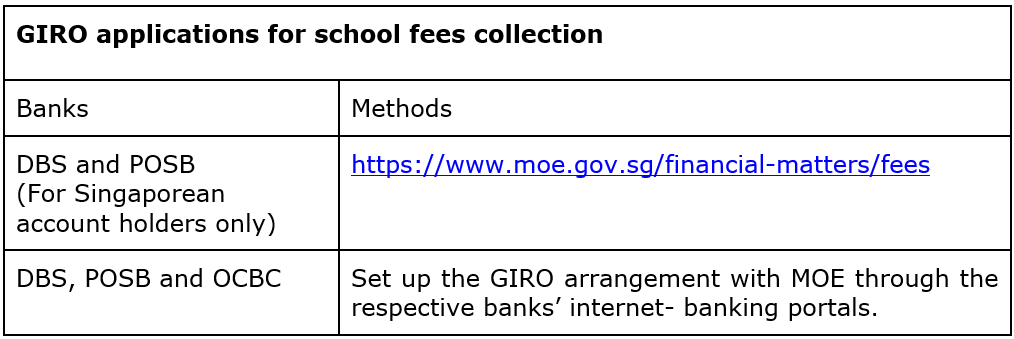 GIRO applications for school fees collection
Banks
Methods
DBS and POSB
(For Singaporean
account holders only)
https://www.moe.gov.sg/financial-matters/fees
DBS, POSB and OCBC
Set up the GIRO arrangement with MOE through the
respective banks’ internet- banking portals.